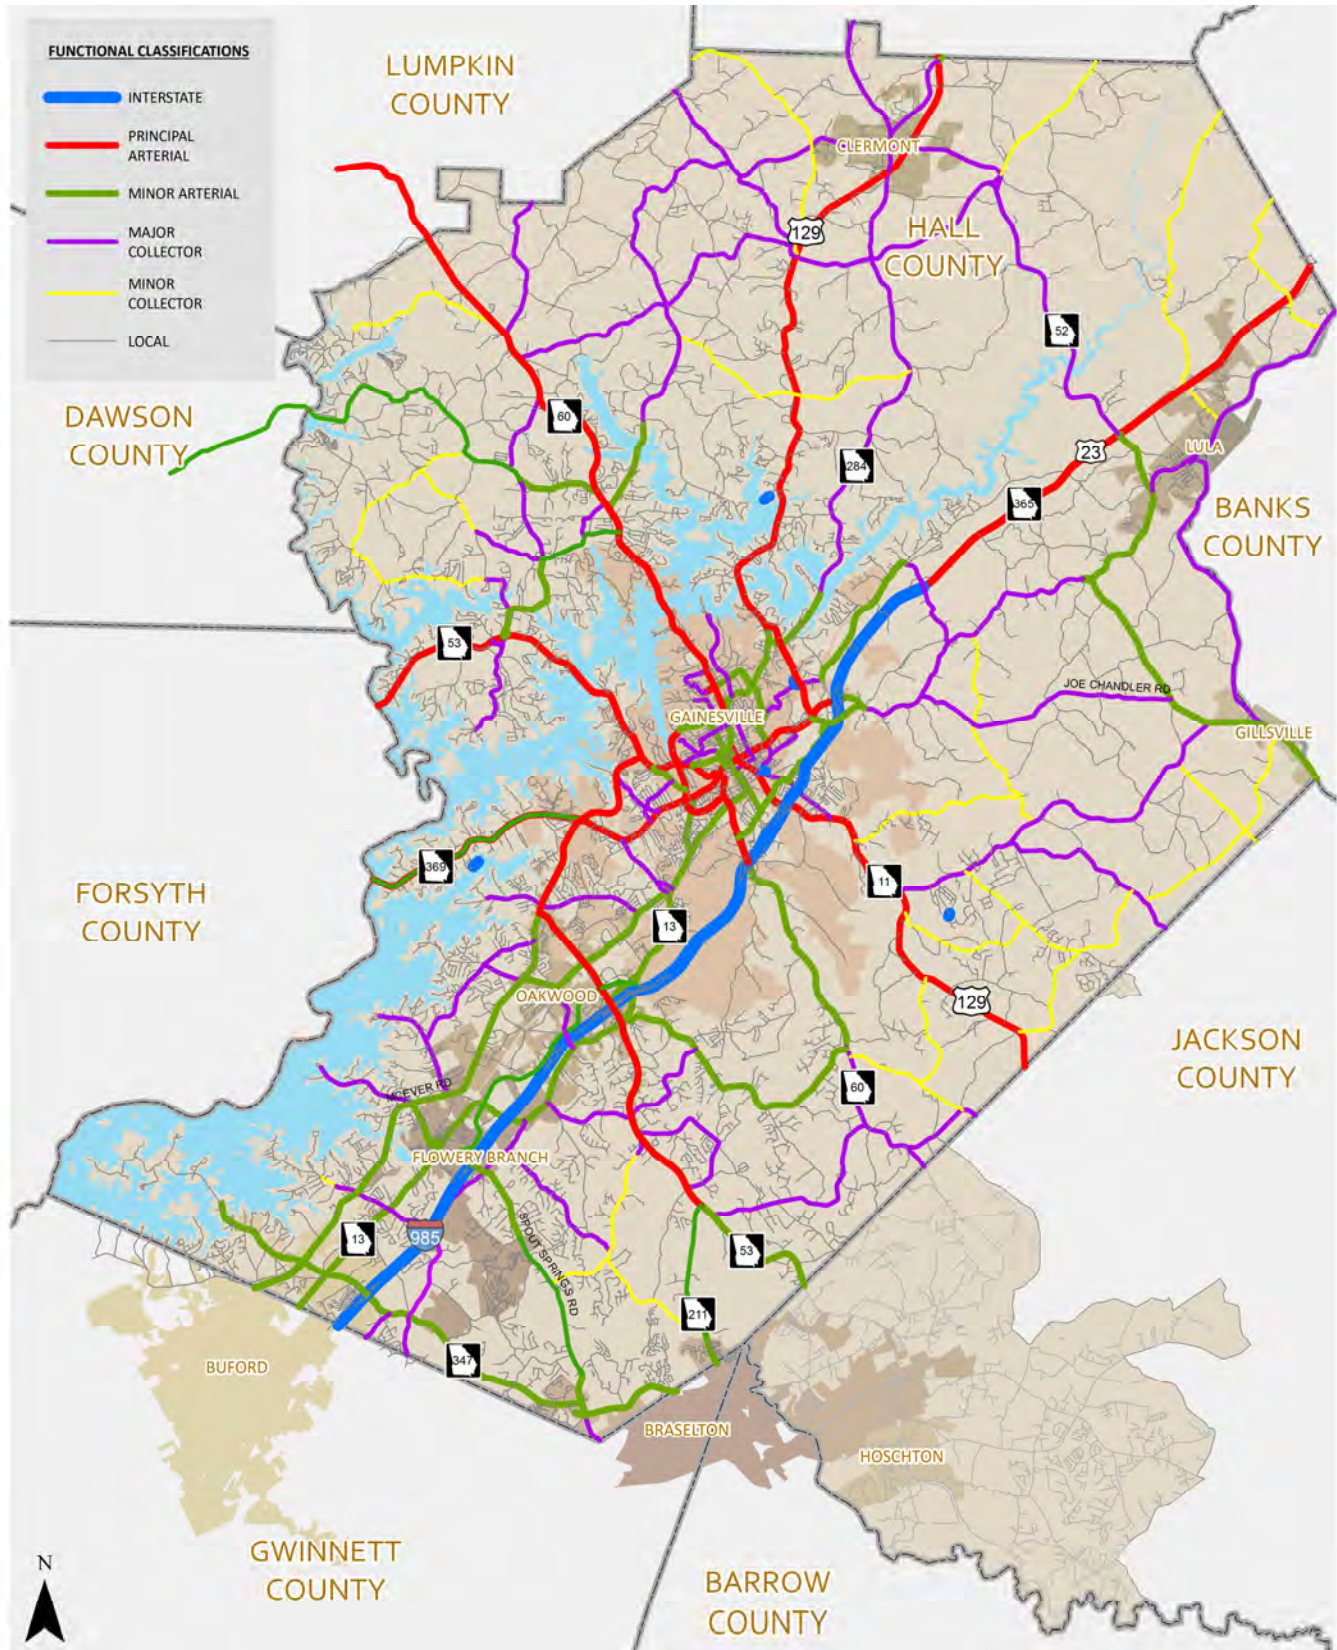 FUNCTIONAL CLASSIFICATIONS
INTERSTATE
PRINCIPAL
ARTERIAL
MINOR ARTERIAL
MAJOR
COLLECTOR
MINOR
COLLECTOR
LOCAL
LUMPKIN
COUNTY
CLERMONT
129
HALL
COUNTY
52
DAWSON
COUNTY
60
23
LULA
284
365
BANKS
COUNTY
53
JOE CHANDLER RD
GAINESVILLE
GILLSVILLE
369
11
FORSYTH
COUNTY
13
OAKWOOD
129
JACKSON
COUNTY
MCEVER RD
60
FLOWERY BRANCH
SPOUT SPRINGS RD
13
985
53
211
347
BUFORD
BRASELTON
HOSCHTON
GWINNETT
COUNTY
BARROW
COUNTY
N